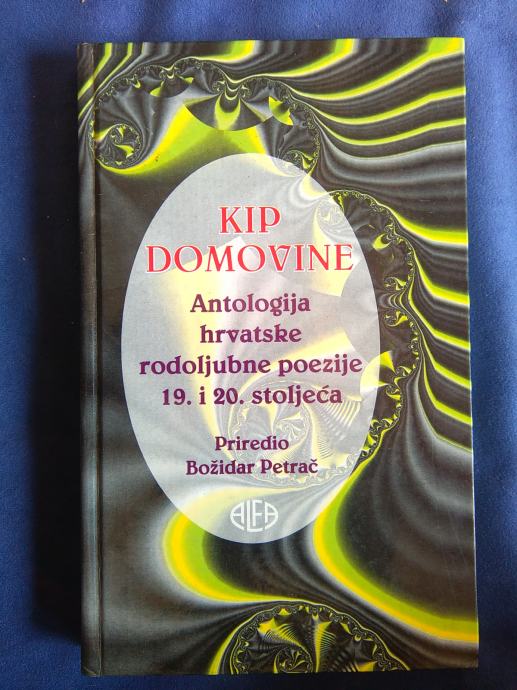 KIP
DOMOVINE
Antologija
hrvatske
rodoljubne poezije
19. i 20. stoljeća
Priredio
Božidar Petrač
ALFA